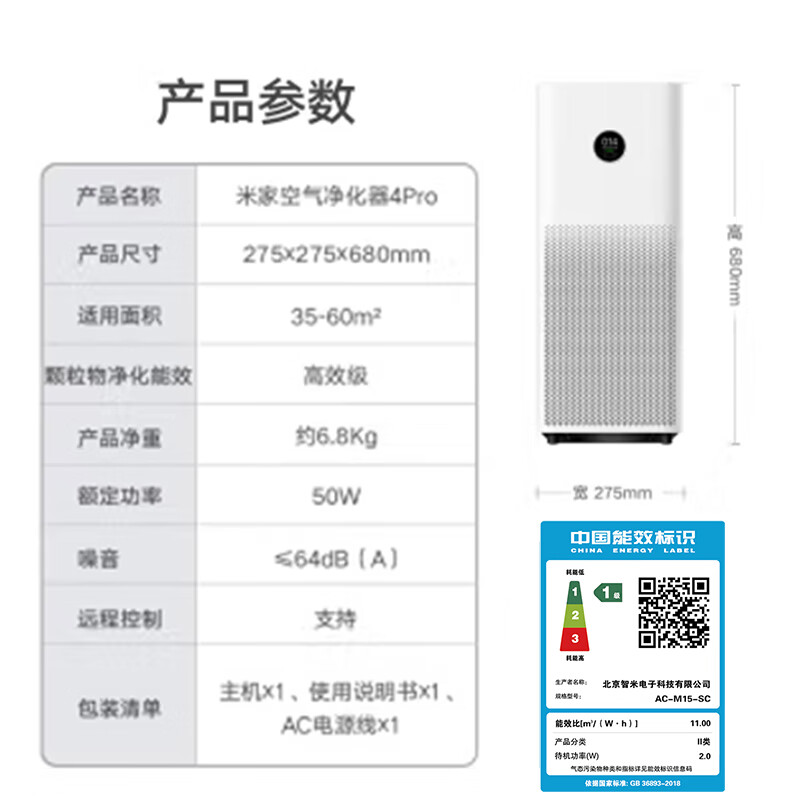 产品参数
产品名称 米家空气净化器4Pro
产品尺寸 275×275×680mm
适用面积 35-60m²
颗粒物净化能效 高效级
产品净重 约6.8Kg
额定功率 50W
噪音 ≤64dB(A)
远程控制 支持
包装清单 主机×1、使用说明书×1、
AC电源线×1
014
高 680mm
宽 275mm
中国能效标识
CHINA ENERGY LABEL
耗能低
1
1级
2
3
耗能高
生产者名称: 北京智米电子科技有限公司
规格型号: AC-M15-SC
能效比[m³/(W·h)] 11.00
产品分类 II类
待机功率(W) 2.0
气态污染物种类和指标详见能效标识信息码
依据国家标准: GB 36893-2018